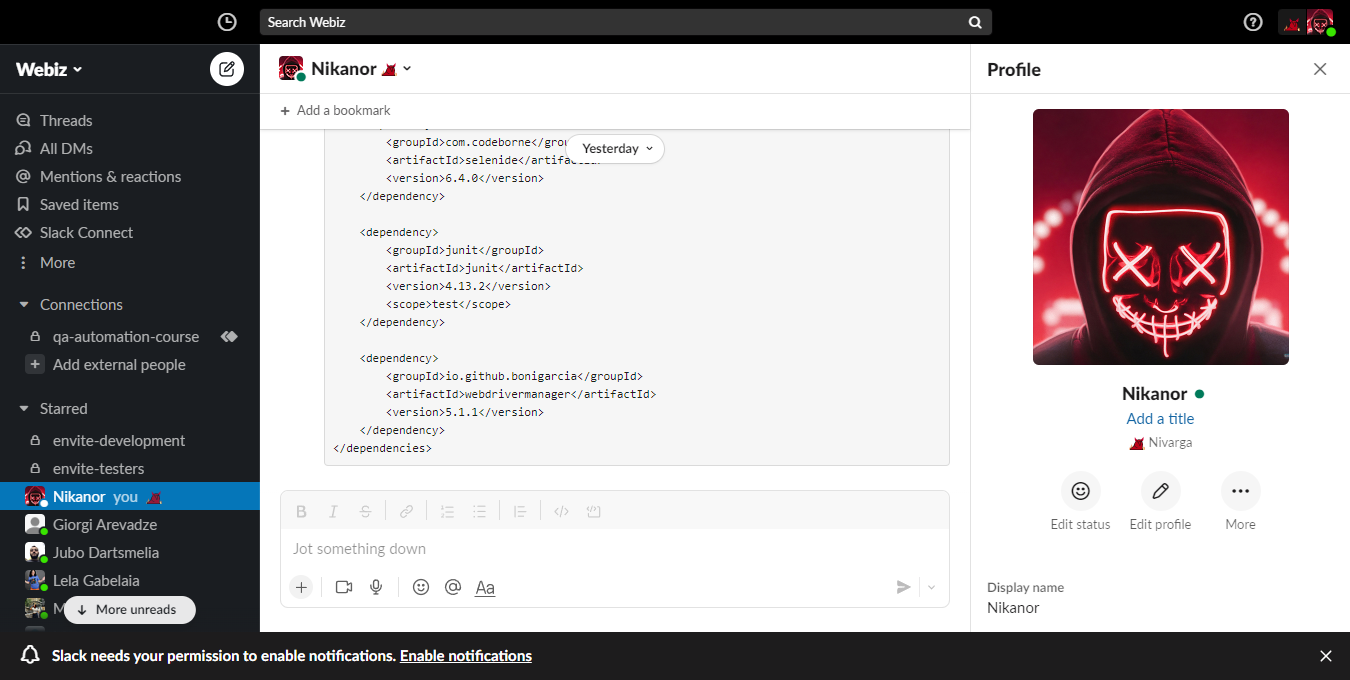 Search Webiz
Webiz
Threads
All DMs
Mentions & reactions
Saved items
Slack Connect
More
Connections
qa-automation-course
Add external people
Starred
envite-development
envite-testers
Nikanor you
Giorgi Arevadze
Jubo Dartsmelia
Lela Gabelaia
More unreads
Nikanor
+ Add a bookmark
Yesterday
<groupId>com.codeborne</grou
<artifactId>selenide</artifactId>
<version>6.4.0</version>
</dependency>
<dependency>
<groupId>junit</groupId>
<artifactId>junit</artifactId>
<version>4.13.2</version>
<scope>test</scope>
</dependency>
<dependency>
<groupId>io.github.bonigarcia</groupId>
<artifactId>webdrivermanager</artifactId>
<version>5.1.1</version>
</dependency>
</dependencies>
B I S
Jot something down
Aa
Profile
Nikanor
Add a title
Nivarga
Edit status
Edit profile
More
Display name
Nikanor
Slack needs your permission to enable notifications. Enable notifications